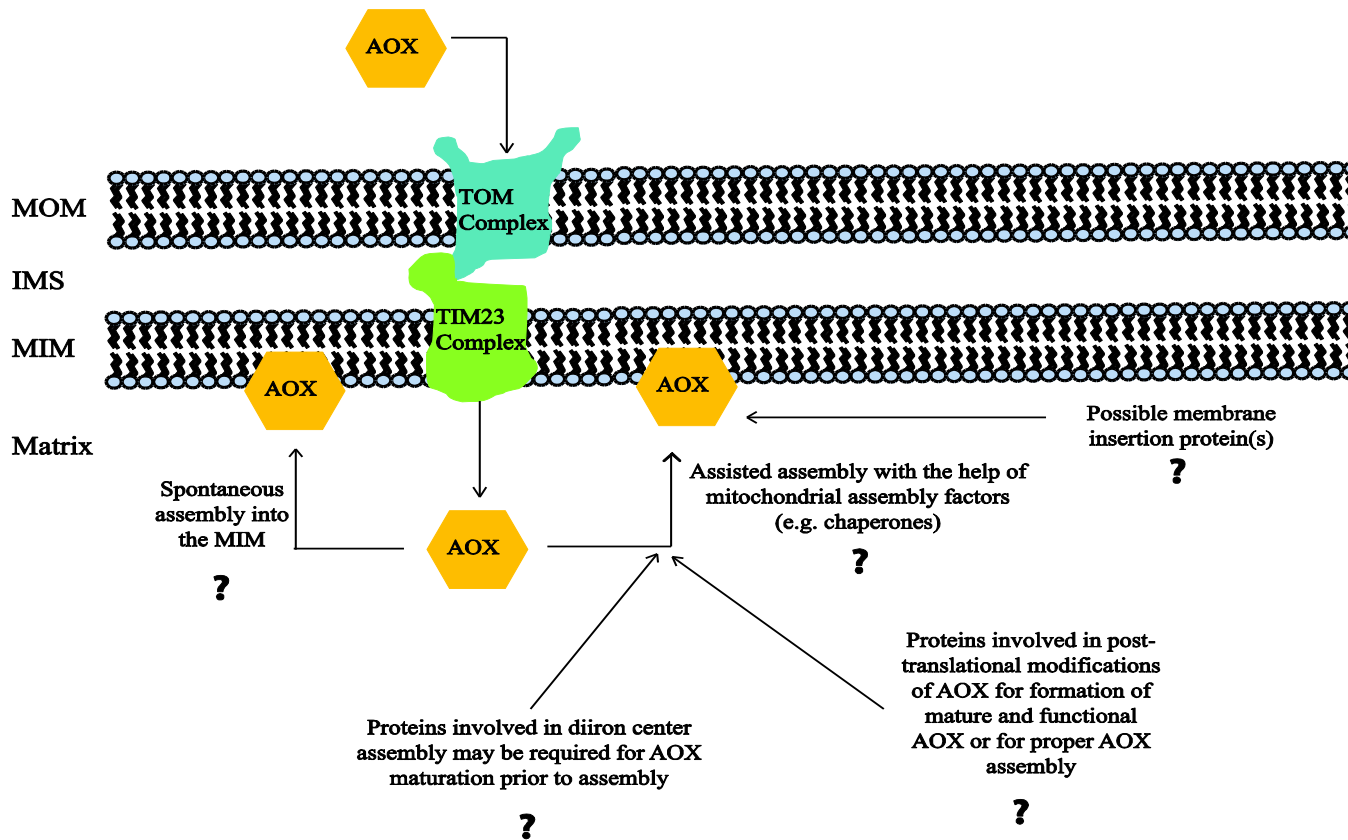 AOX
TOM
Complex
MOM
IMS
TIM23
Complex
MIM
AOX
AOX
Matrix
Possible membrane
insertion protein(s)
?
Spontaneous
assembly into
the MIM
?
AOX
Assisted assembly with the help of
mitochondrial assembly factors
(e.g. chaperones)
?
Proteins involved in diiron center
assembly may be required for AOX
maturation prior to assembly
?
Proteins involved in post-
translational modifications
of AOX for formation of
mature and functional
AOX or for proper AOX
assembly
?